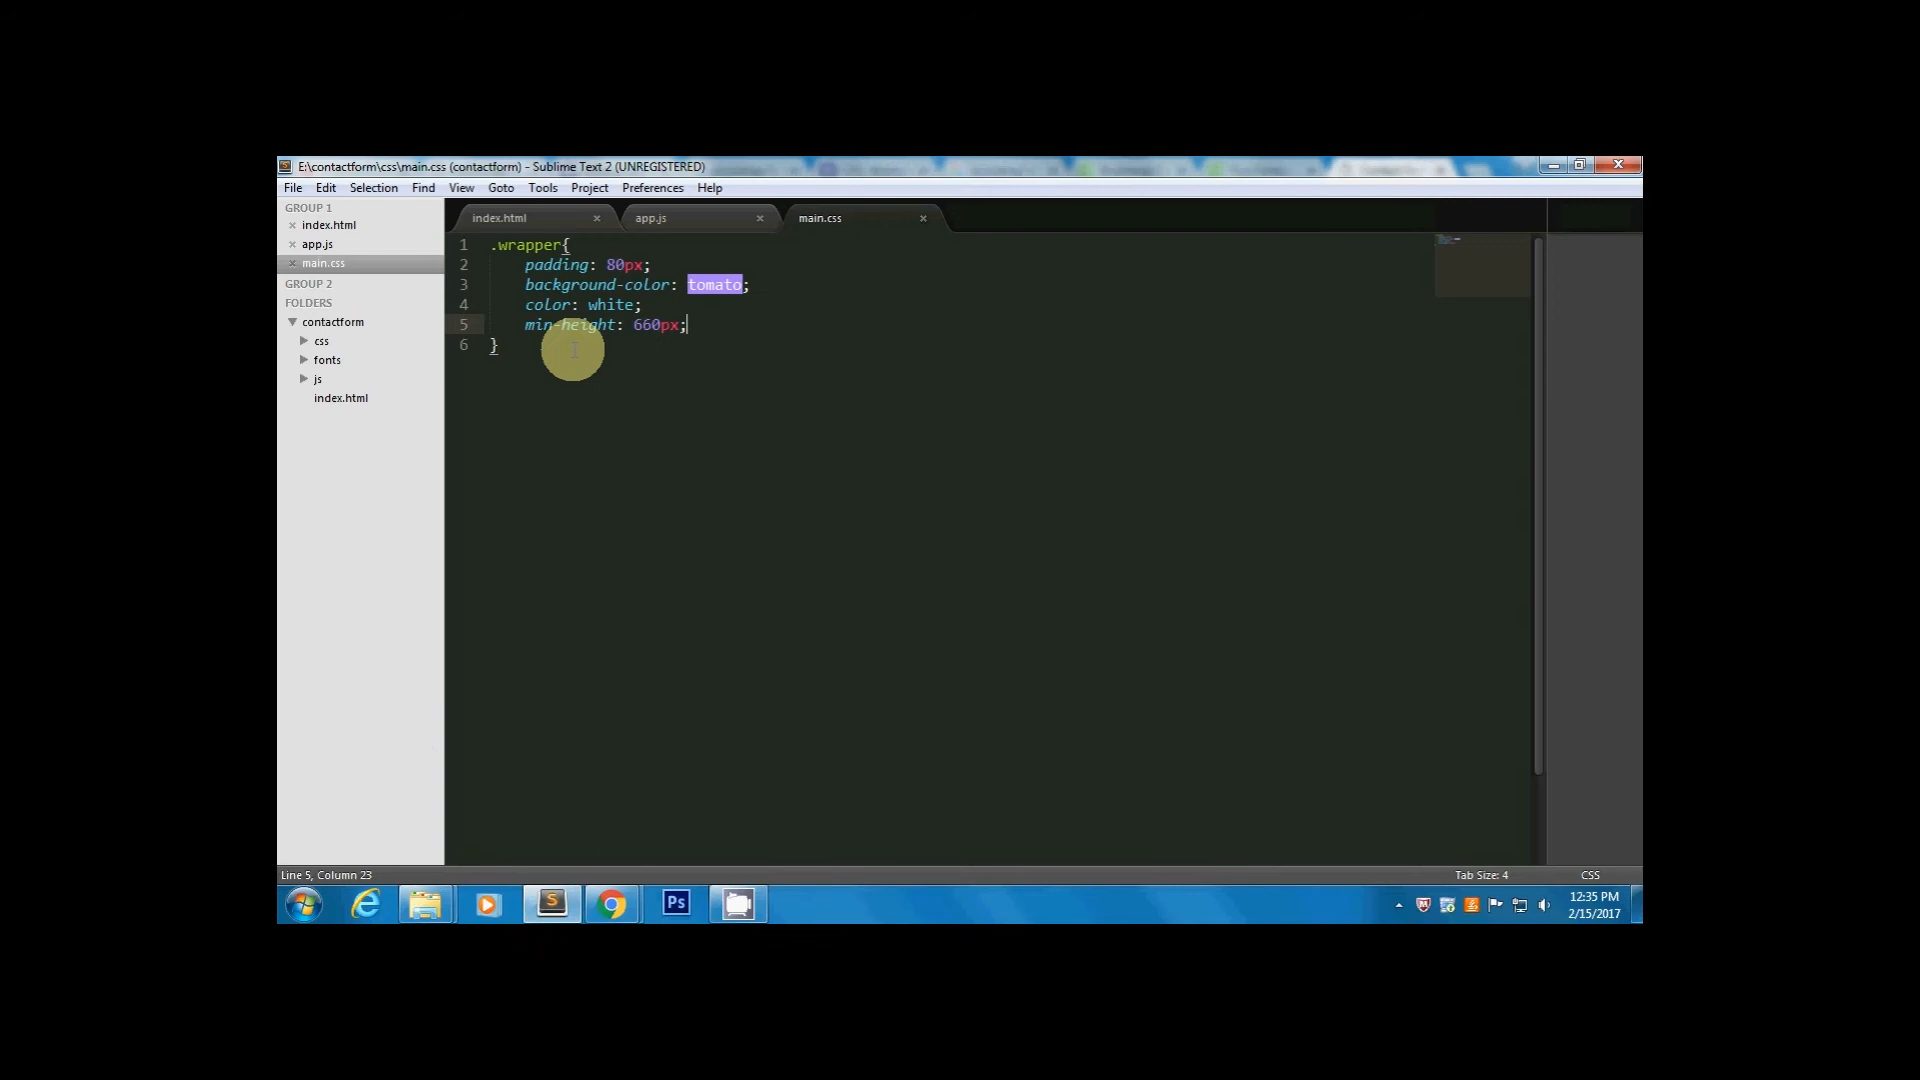 E:\contactform\css\main.css (contactform) - Sublime Text 2 (UNREGISTERED)
File Edit Selection Find View Goto Tools Project Preferences Help
GROUP 1
index.html
app.js
main.css
GROUP 2
FOLDERS
contactform
css
fonts
js
index.html
index.html app.js main.css
1 .wrapper{
2 padding: 80px;
3 background-color: tomato;
4 color: white;
5 min-height: 660px;
6 }
Line 5, Column 23 Tab Size: 4 CSS
Ps
12:35 PM
2/15/2017